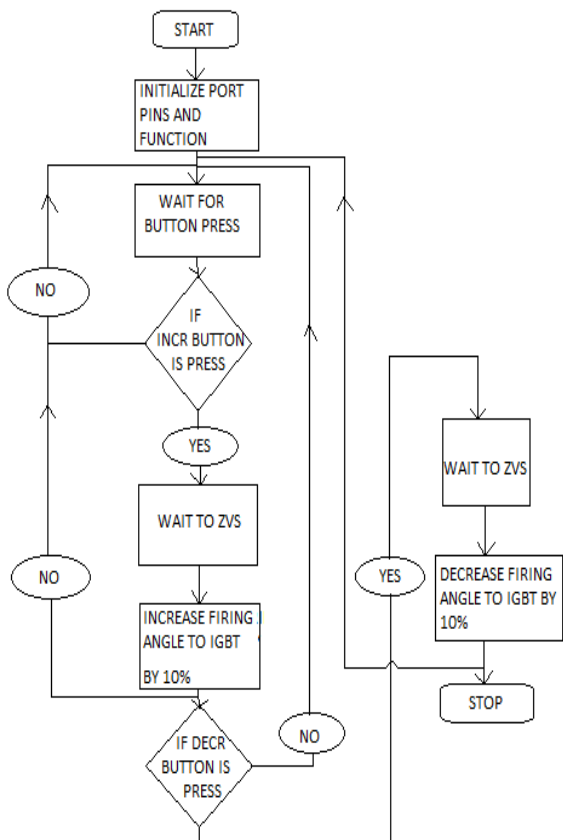 START
INITIALIZE PORT
PINS AND
FUNCTION
WAIT FOR
BUTTON PRESS
NO
IF
INCR BUTTON
IS PRESS
YES
WAIT TO ZVS
NO
INCREASE FIRING
ANGLE TO IGBT
BY 10%
IF DECR
BUTTON IS
PRESS
NO
YES
WAIT TO ZVS
DECREASE FIRING
ANGLE TO IGBT BY
10%
STOP